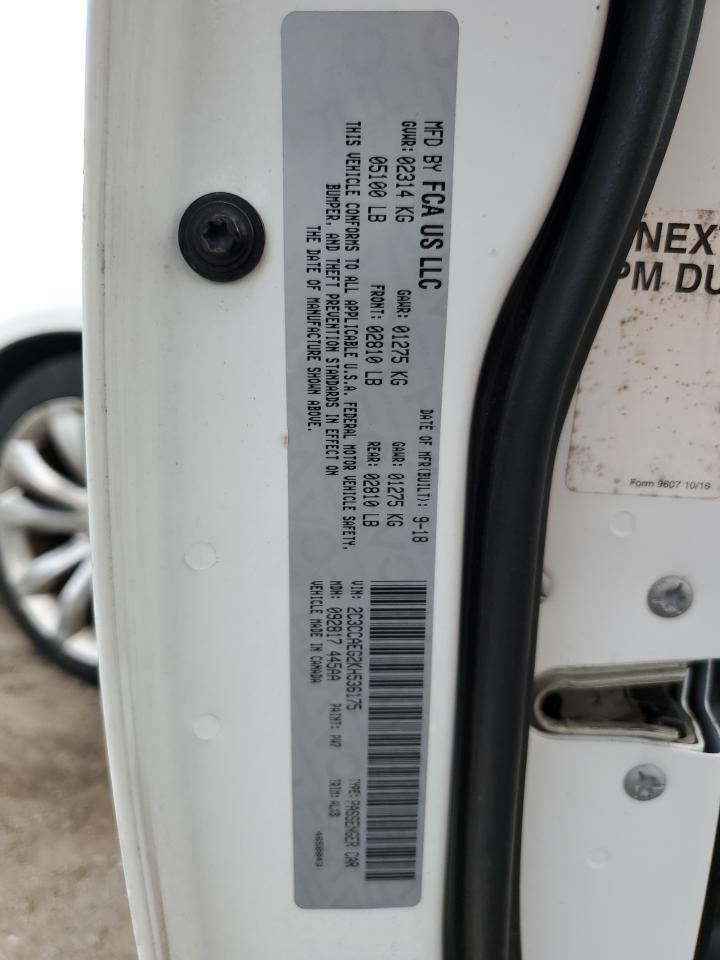 MFD BY FCA US LLC
DATE OF MFR(BUILT): 9-18
GVWR: 02314 KG
GAWR: 01275 KG
GAWR: 01275 KG
05100 LB
FRONT: 02810 LB
REAR: 02810 LB
THIS VEHICLE CONFORMS TO ALL APPLICABLE U.S.A. FEDERAL MOTOR VEHICLE SAFETY,
BUMPER, AND THEFT PREVENTION STANDARDS IN EFFECT ON
THE DATE OF MANUFACTURE SHOWN ABOVE.
VIN: 2C3CCAEG2KH536175
TYPE: PASSENGER CAR
MDH: 092817 445AA
PAINT: PW7
TRIM: HLX8
VEHICLE MADE IN CANADA
NEXT
PM DU
Form 9607 10/16